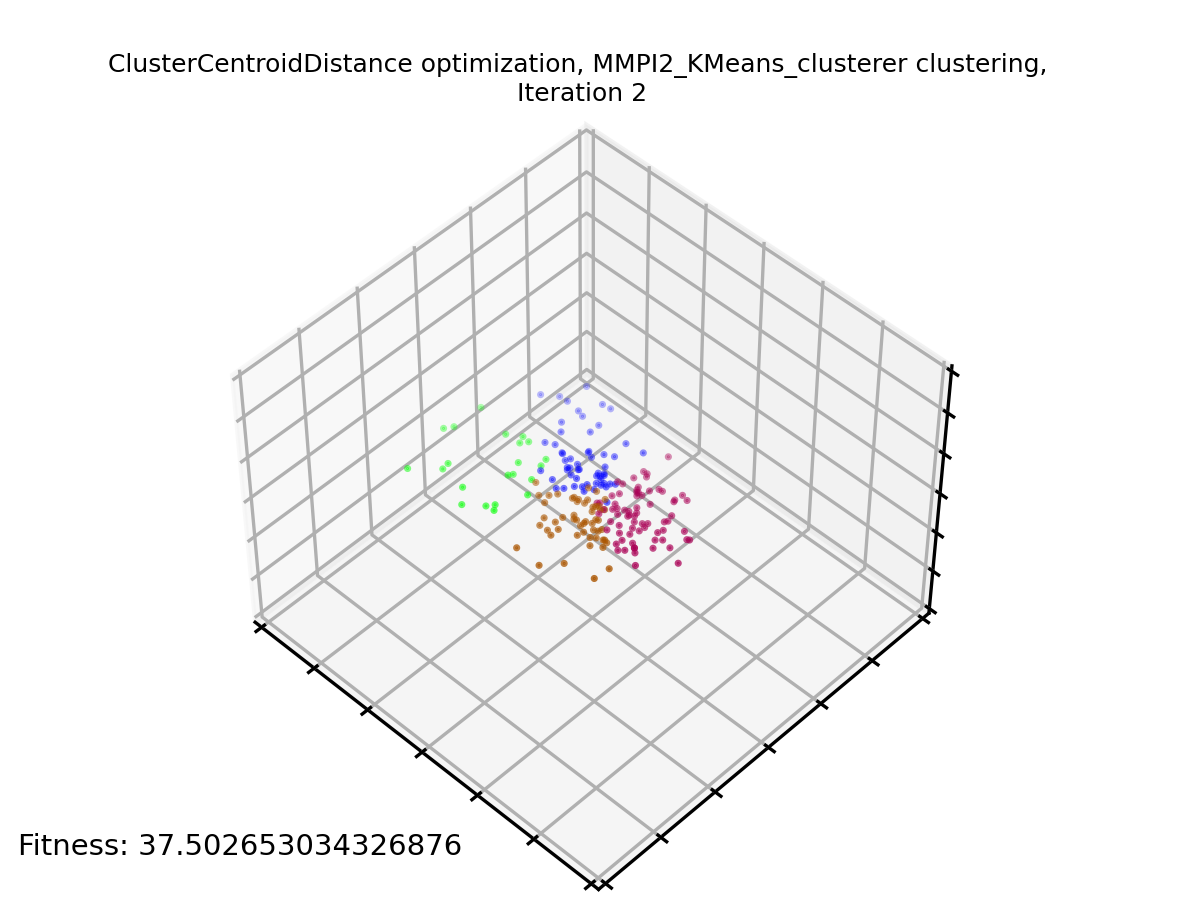 ClusterCentroidDistance optimization, MMPI2_KMeans_clusterer clustering,
Iteration 2
Fitness: 37.502653034326876